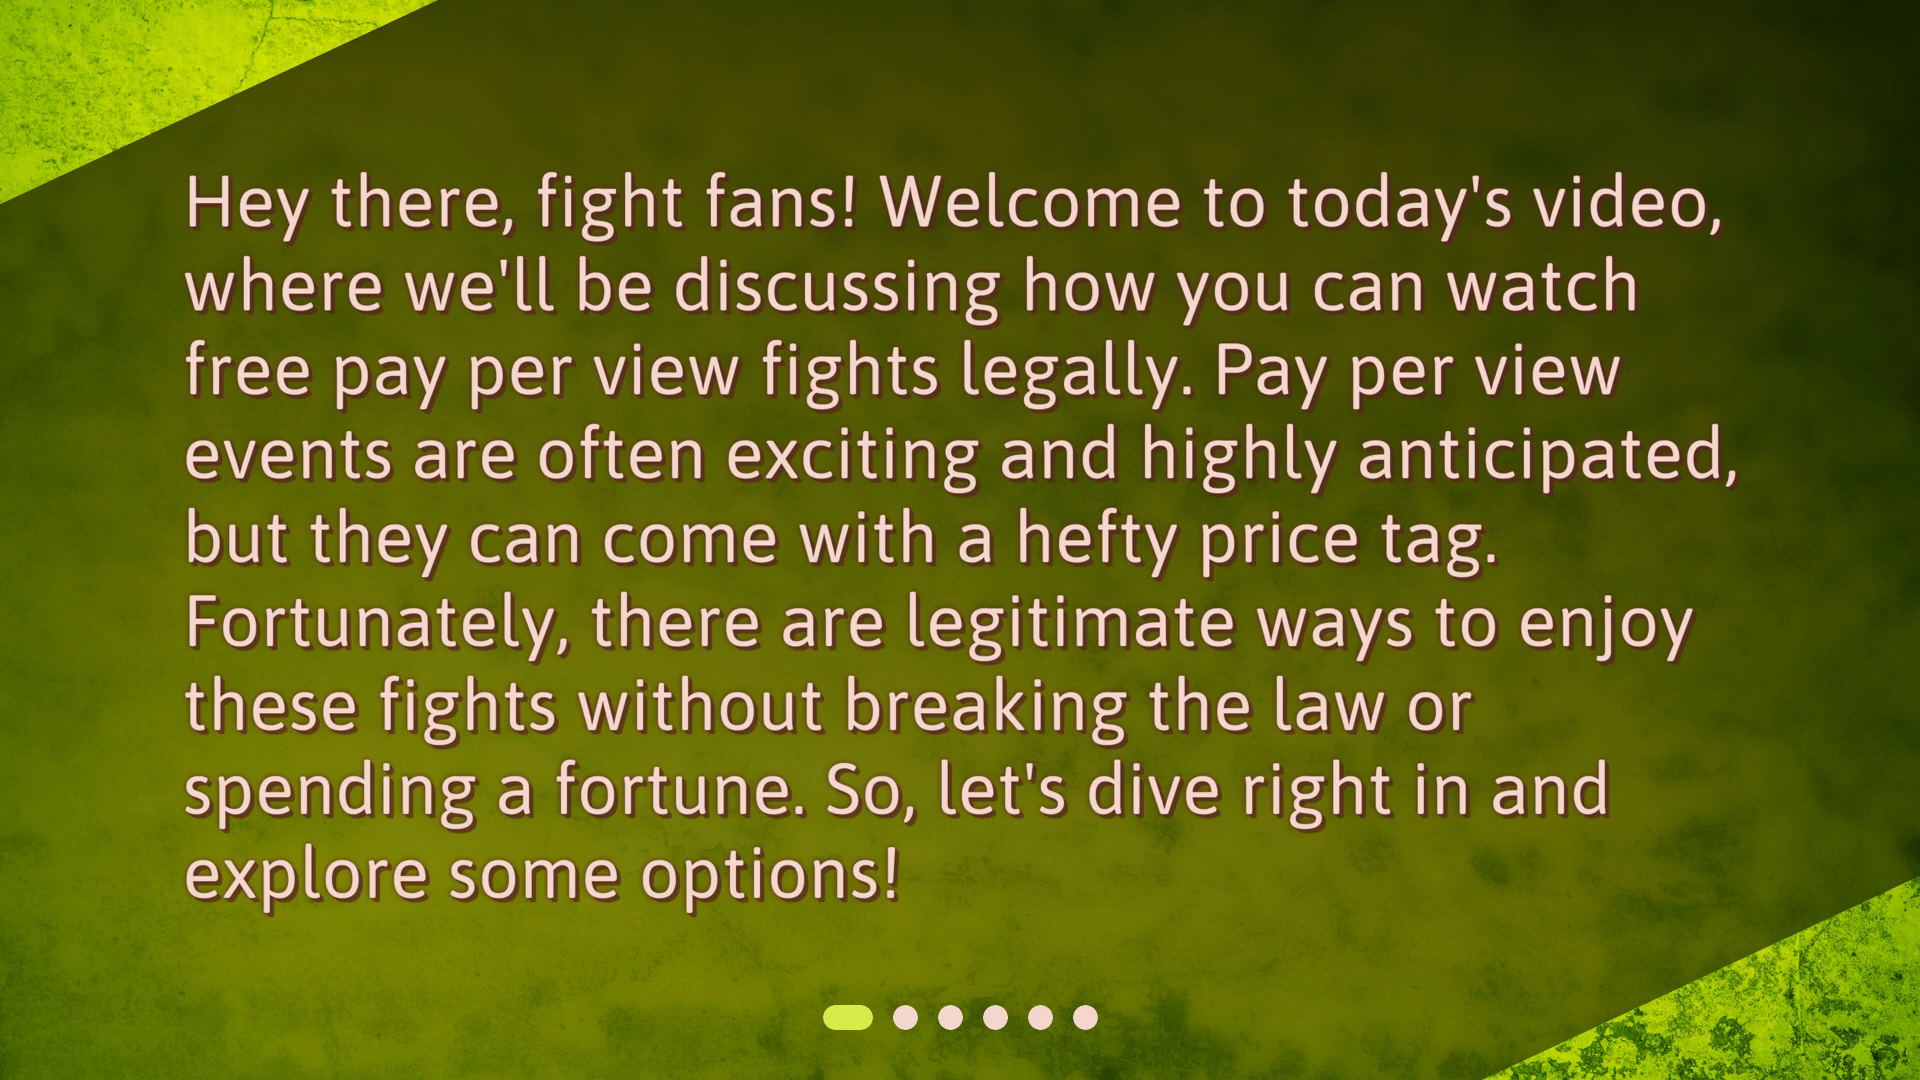 Hey there, fight fans! Welcome to today's video,
where we'll be discussing how you can watch
free pay per view fights legally. Pay per view
events are often exciting and highly anticipated,
but they can come with a hefty price tag.
Fortunately, there are legitimate ways to enjoy
these fights without breaking the law or
spending a fortune. So, let's dive right in and
explore some options!